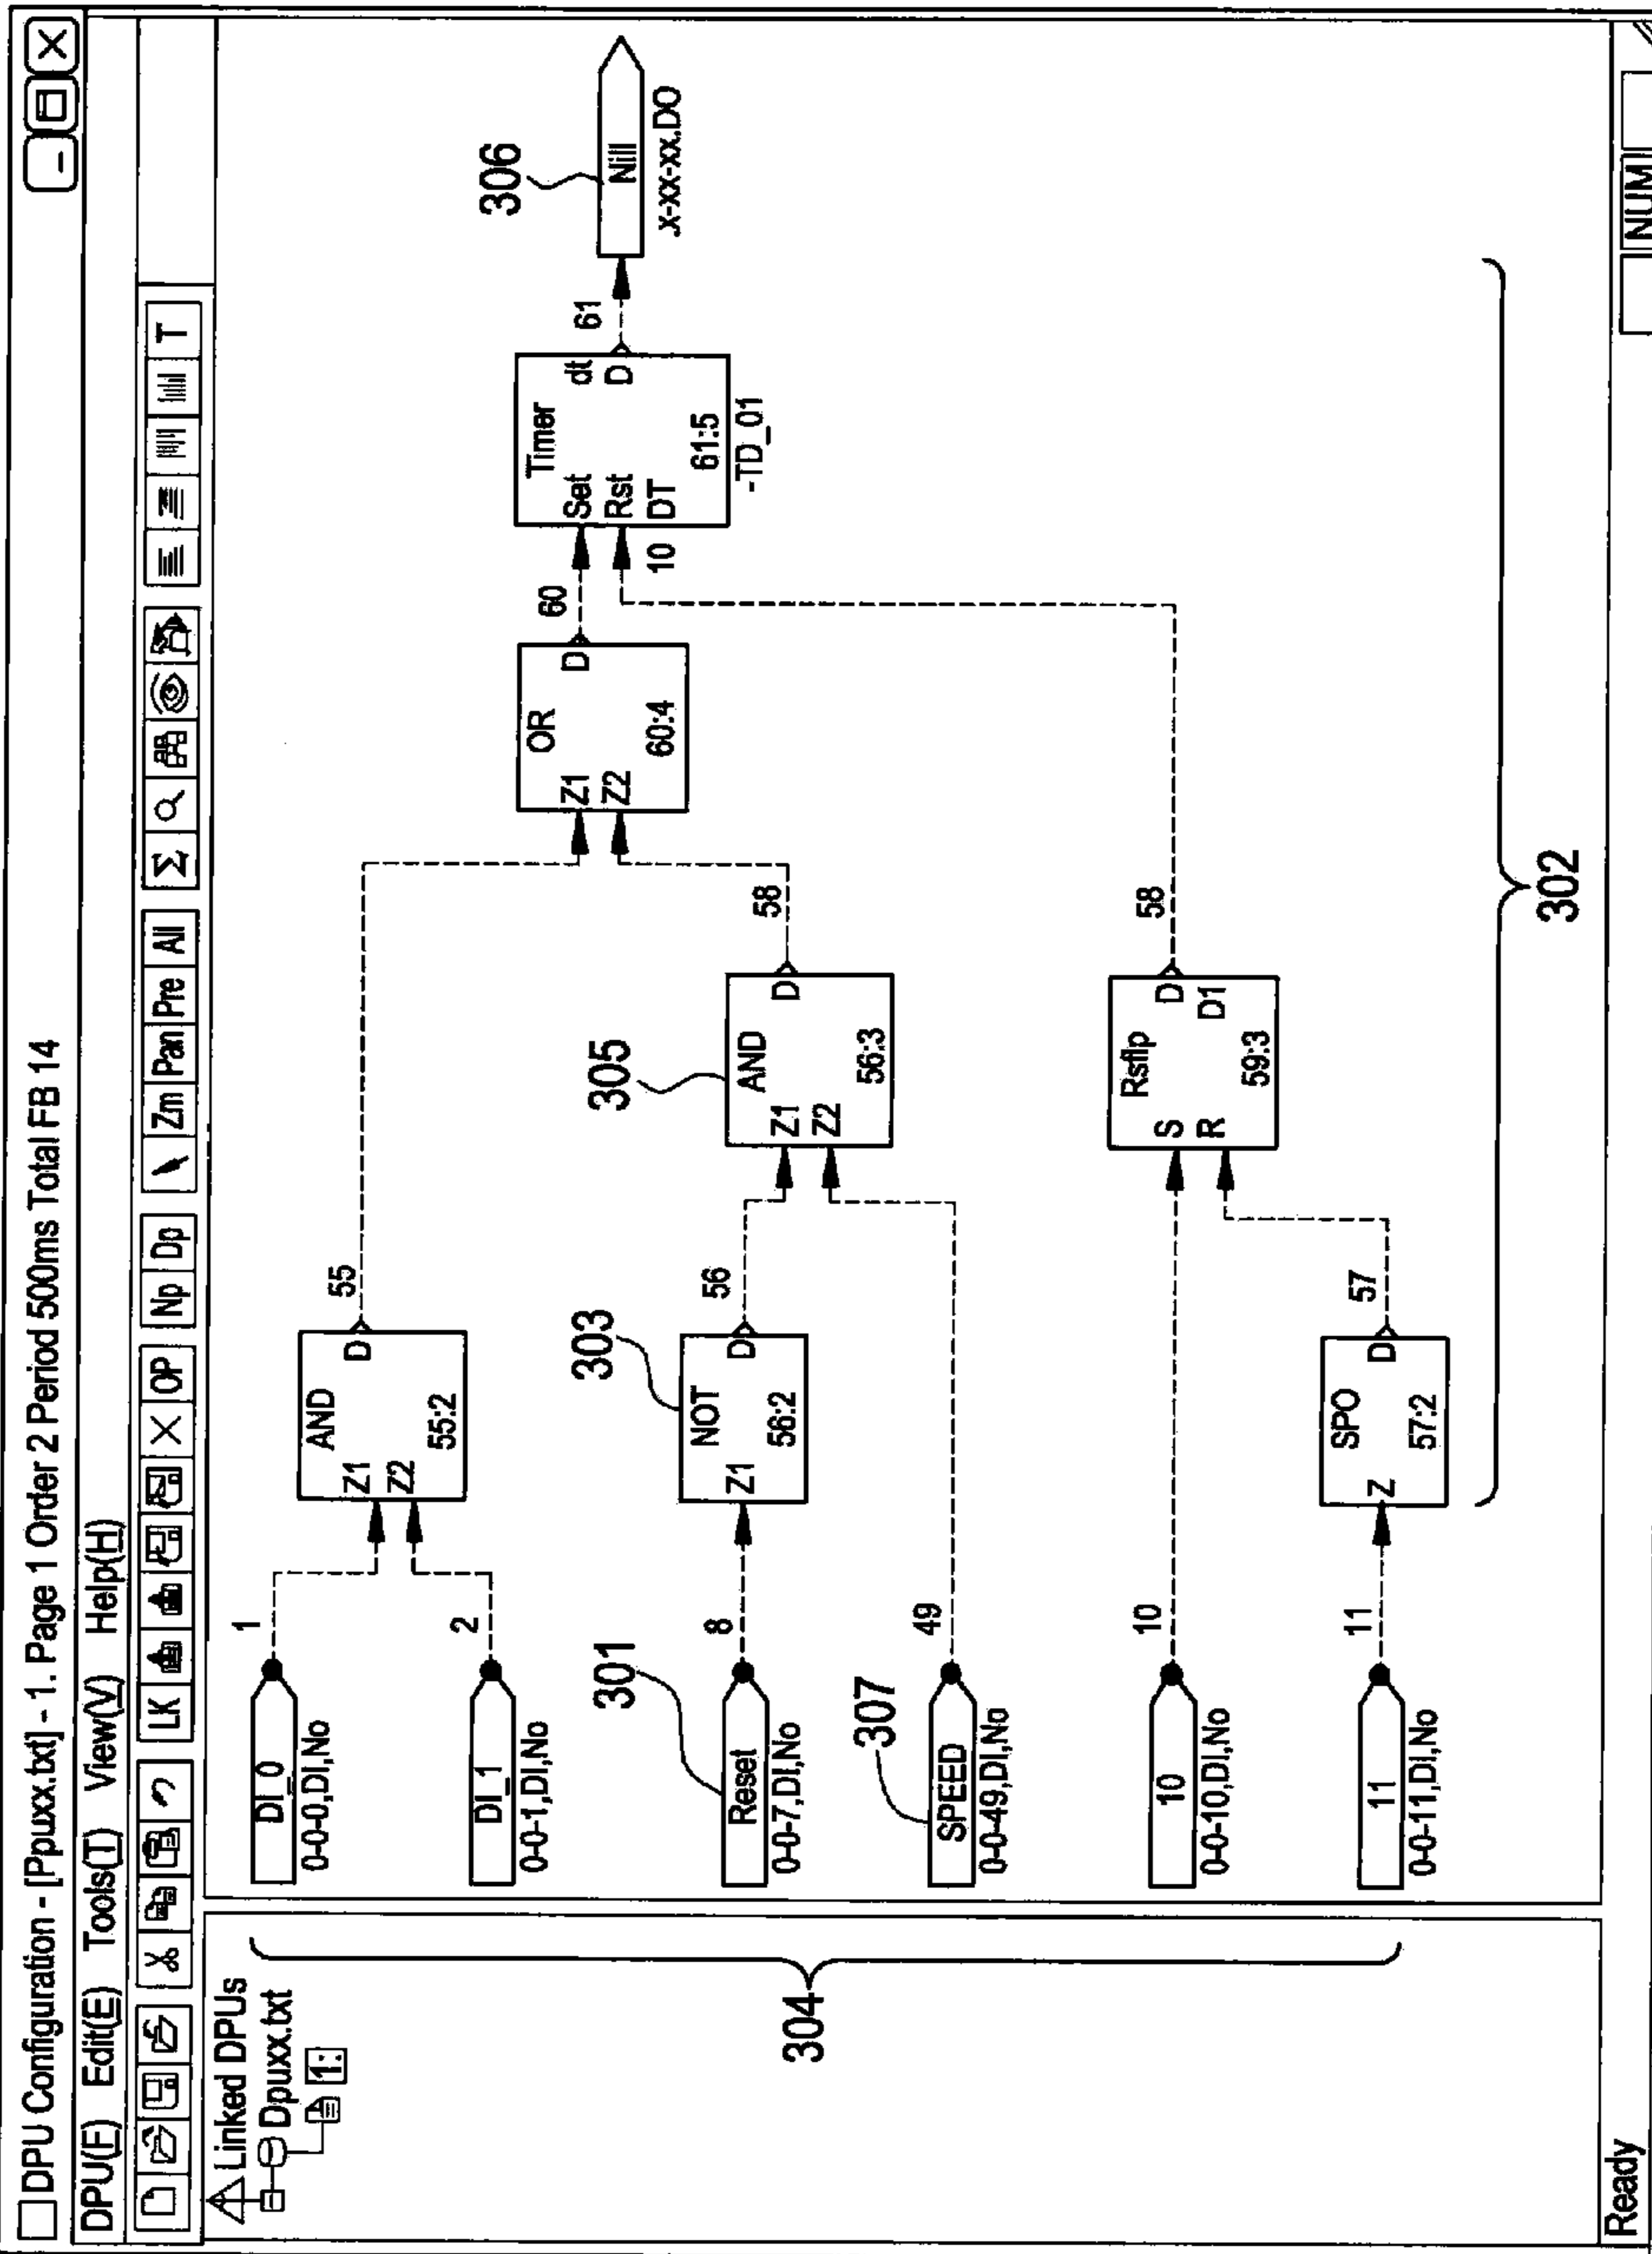 DPU Configuration - [Ppuxx.txt] - 1. Page 1 Order 2 Period 500ms Total FB 14
DPU(F) Edit(E) Tools(T) View(V) Help(H)
LK
X
OP
Np
Dp
Zm
Pan
Pre
All
Σ
T
Linked DPUs
Dpuxx.txt
1:
304
DI_0
0-0-0,DI,No
1
DI_1
0-0-1,DI,No
2
301
Reset
0-0-7,DI,No
8
307
SPEED
0-0-49,DI,No
49
10
0-0-10,DI,No
10
11
0-0-11,DI,No
11
AND
Z1
Z2
D
55:2
55
303
NOT
Z1
D
56:2
56
SPO
Z
D
57:2
57
305
AND
Z1
Z2
D
56:3
58
Rsflp
S
R
D
D1
59:3
58
OR
Z1
Z2
D
60:4
60
10
Timer
Set
Rst
DT
dt
D
61:5
-TD_01
61
306
Nill
.x-xx-xx.DO
302
Ready
NUM